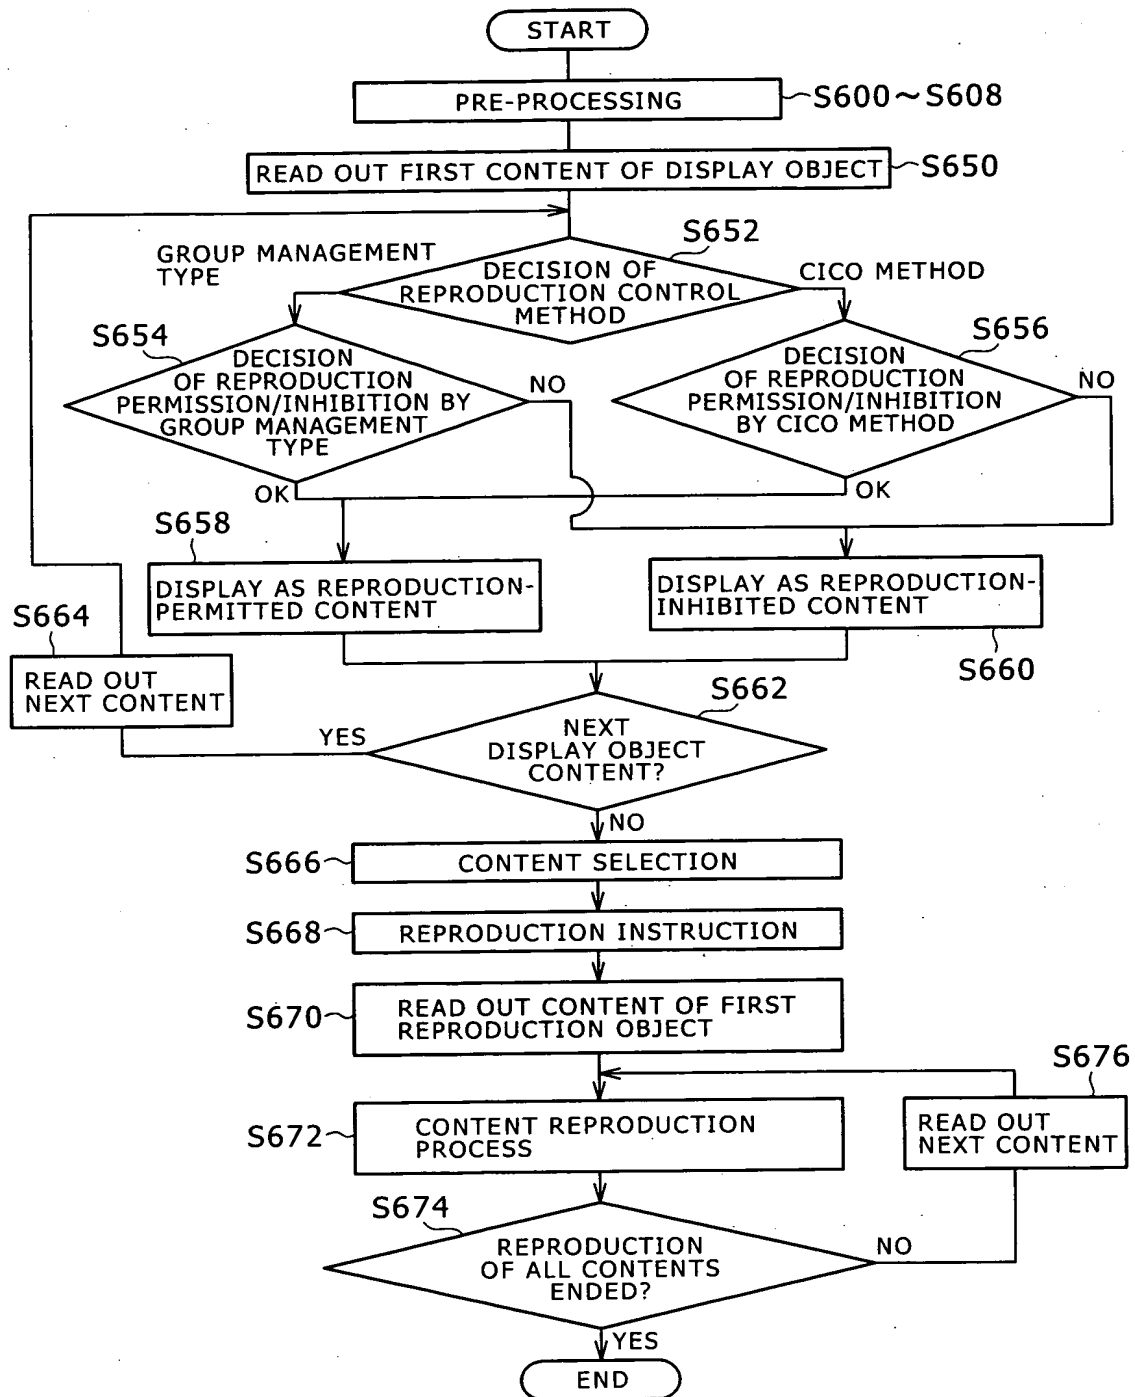 START
PRE-PROCESSING
S600~S608
READ OUT FIRST CONTENT OF DISPLAY OBJECT
S650
S652
GROUP MANAGEMENT
TYPE
DECISION OF
REPRODUCTION CONTROL
METHOD
CICO METHOD
S654
DECISION
OF REPRODUCTION
PERMISSION/INHIBITION BY
GROUP MANAGEMENT
TYPE
NO
OK
S656
DECISION
OF REPRODUCTION
PERMISSION/INHIBITION
BY CICO METHOD
NO
OK
S658
DISPLAY AS REPRODUCTION-
PERMITTED CONTENT
DISPLAY AS REPRODUCTION-
INHIBITED CONTENT
S660
S664
READ OUT
NEXT CONTENT
S662
YES
NEXT
DISPLAY OBJECT
CONTENT?
NO
S666
CONTENT SELECTION
S668
REPRODUCTION INSTRUCTION
S670
READ OUT CONTENT OF FIRST
REPRODUCTION OBJECT
S676
READ OUT
NEXT CONTENT
S672
CONTENT REPRODUCTION
PROCESS
S674
REPRODUCTION
OF ALL CONTENTS
ENDED?
NO
YES
END